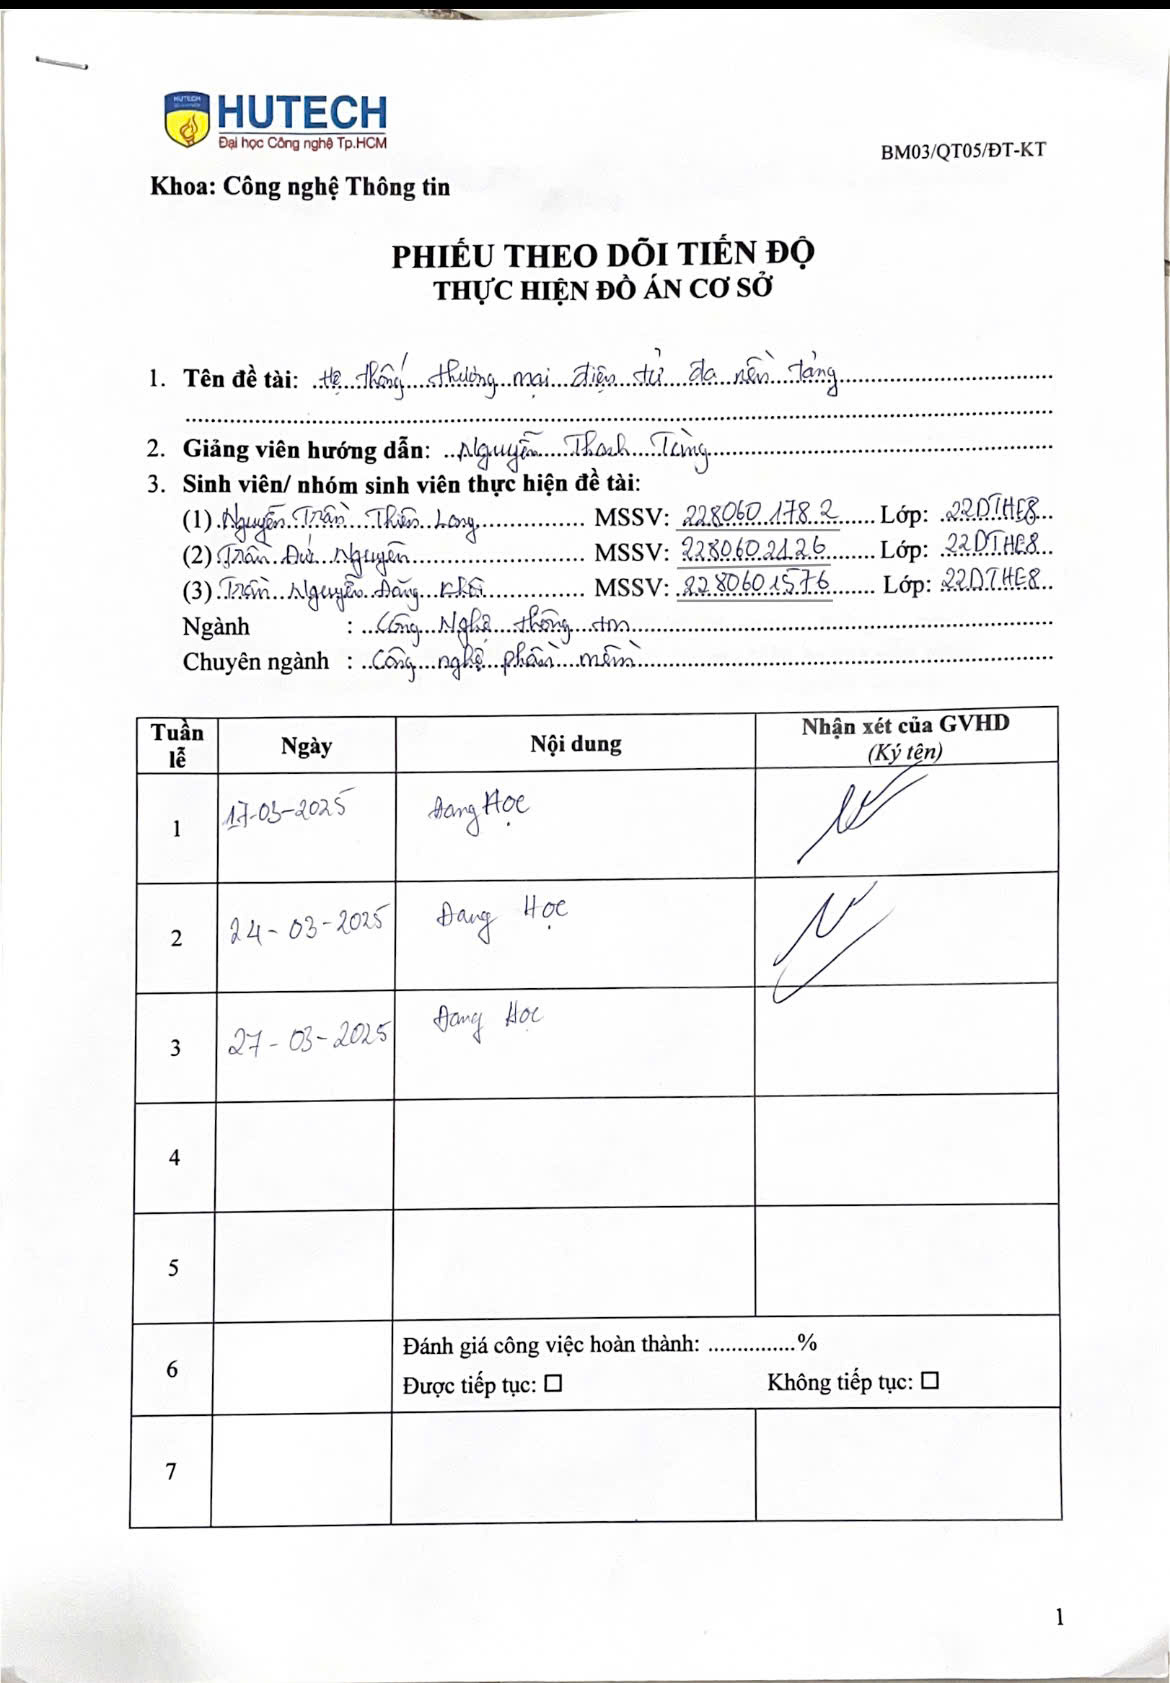 HUTECH
HUTECH
Đại học Công nghệ Tp.HCM
BM03/QT05/ĐT-KT
Khoa: Công nghệ Thông tin
PHIẾU THEO DÕI TIẾN ĐỘ
THỰC HIỆN ĐỒ ÁN CƠ SỞ
1. Tên đề tài: Hệ thống thương mại điện tử đa nền tảng
2. Giảng viên hướng dẫn: Nguyễn Thanh Tùng
3. Sinh viên/ nhóm sinh viên thực hiện đề tài:
(1) Nguyễn Trần Thiên Long MSSV: 2280601782 Lớp: 22DTHE8
(2) Trần Đức Nguyên MSSV: 2280602126 Lớp: 22DTHE8
(3) Trần Nguyễn Đăng Khôi MSSV: 2280601576 Lớp: 22DTHE8
Ngành : Công Nghệ thông tin
Chuyên ngành : Công nghệ phần mềm
Tuần lễ Ngày Nội dung Nhận xét của GVHD
(Ký tên)
1 17-03-2025 Đang Học
2 24-03-2025 Đang Học
3 27-03-2025 Đang Học
4
5
6 Đánh giá công việc hoàn thành: ...............%
Được tiếp tục: ☐ Không tiếp tục: ☐
7
1